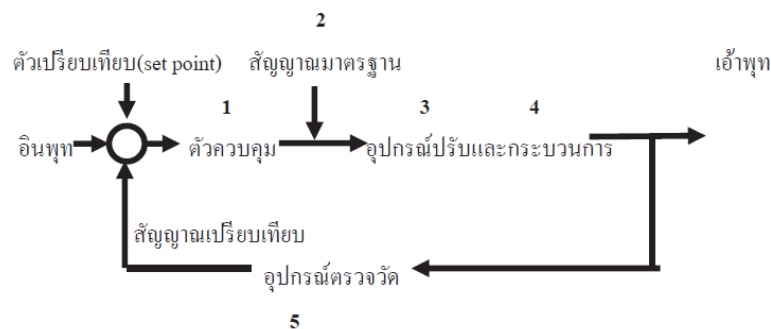 2
ตัวเปรียบเทียบ(set point) สัญญาณมาตรฐาน เอ้าพุท
1 3 4
อินพุท ตัวควบคุม อุปกรณ์ปรับและกระบวนการ
สัญญาณเปรียบเทียบ
อุปกรณ์ตรวจวัด
5